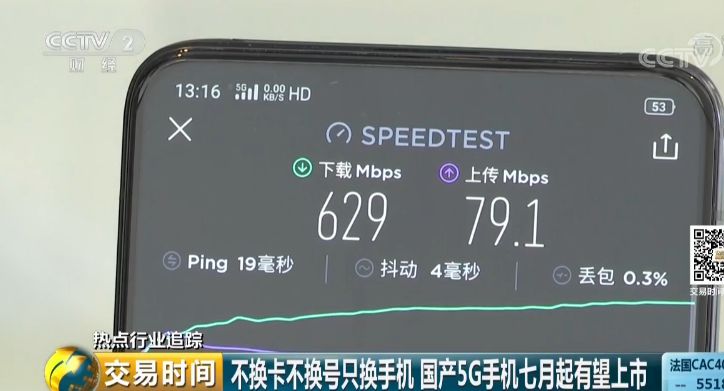 CCTV 2
财经
CCTV 高
13:16 5G 0.00 KB/S HD 53
SPEEDTEST
下载 Mbps 上传 Mbps
629 79.1
Ping 19毫秒 抖动 4毫秒 丢包 0.3%
交易时间
热点行业追踪
交易时间 不换卡不换号只换手机 国产5G手机七月起有望上市
法国CAC40